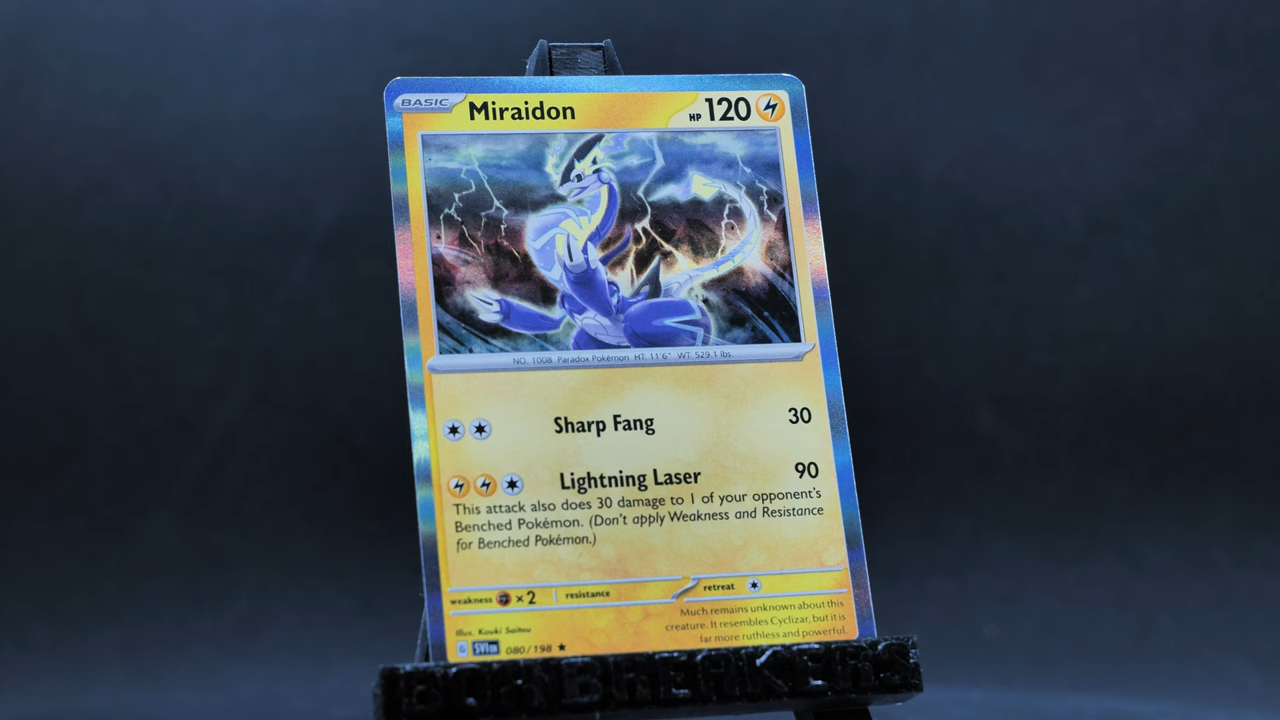 BASIC Miraidon HP 120
NO. 1008 Paradox Pokémon HT: 11'6" WT: 529.1 lbs.
Sharp Fang 30
Lightning Laser 90
This attack also does 30 damage to 1 of your opponent's
Benched Pokémon. (Don't apply Weakness and Resistance
for Benched Pokémon.)
weakness ×2 resistance retreat
Much remains unknown about this
creature. It resembles Cyclizar, but it is
far more ruthless and powerful.
Illus. Kouki Saitou
G SVI EN 080/198 ★
BOXBREAKERS